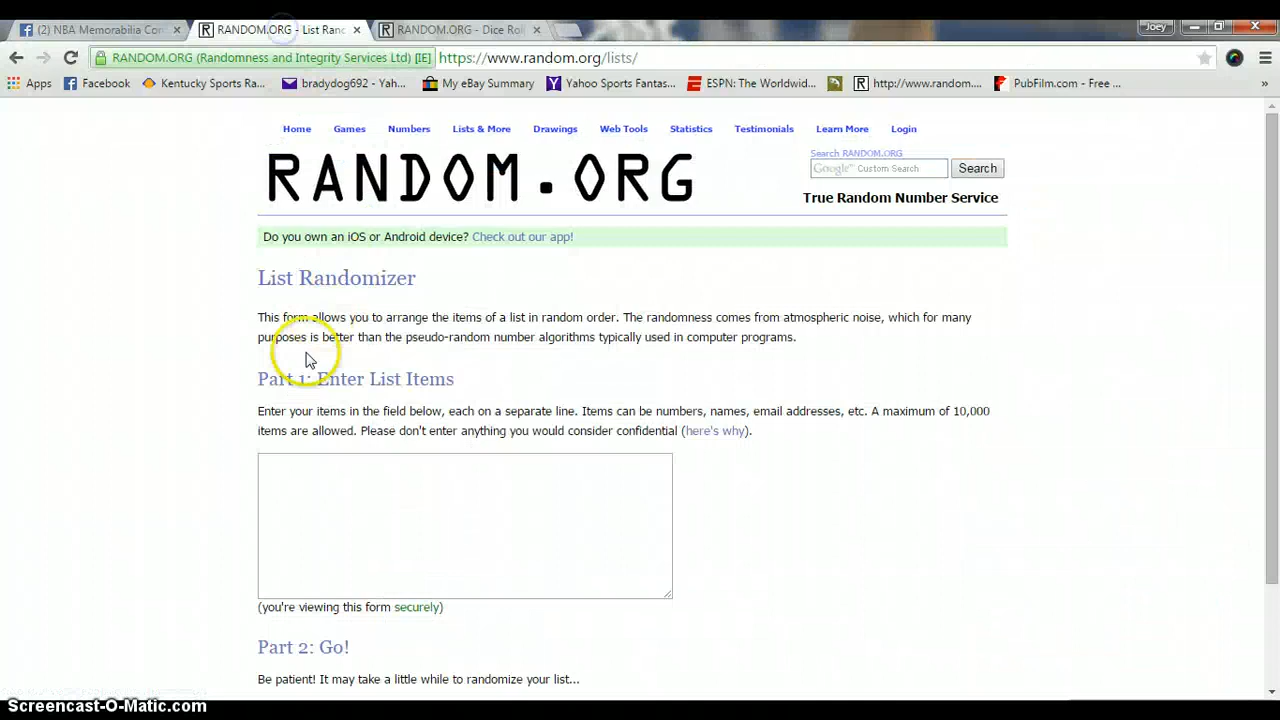 (2) NBA Memorabilia Co
RANDOM.ORG - List Rand
RANDOM.ORG - Dice Roll
Joey
RANDOM.ORG (Randomness and Integrity Services Ltd) [IE]
https://www.random.org/lists/
Apps
Facebook
Kentucky Sports Ra...
bradydog692 - Yah...
My eBay Summary
Yahoo Sports Fantas...
ESPN: The Worldwid...
http://www.random....
PubFilm.com - Free ...
»
Home Games Numbers Lists & More Drawings Web Tools Statistics Testimonials Learn More Login
RANDOM.ORG
Search RANDOM.ORG
Google™ Custom Search
Search
True Random Number Service
Do you own an iOS or Android device? Check out our app!
List Randomizer
This form allows you to arrange the items of a list in random order. The randomness comes from atmospheric noise, which for many
purposes is better than the pseudo-random number algorithms typically used in computer programs.
Part 1: Enter List Items
Enter your items in the field below, each on a separate line. Items can be numbers, names, email addresses, etc. A maximum of 10,000
items are allowed. Please don't enter anything you would consider confidential (here's why).
(you're viewing this form securely)
Part 2: Go!
Be patient! It may take a little while to randomize your list...
Screencast-O-Matic.com